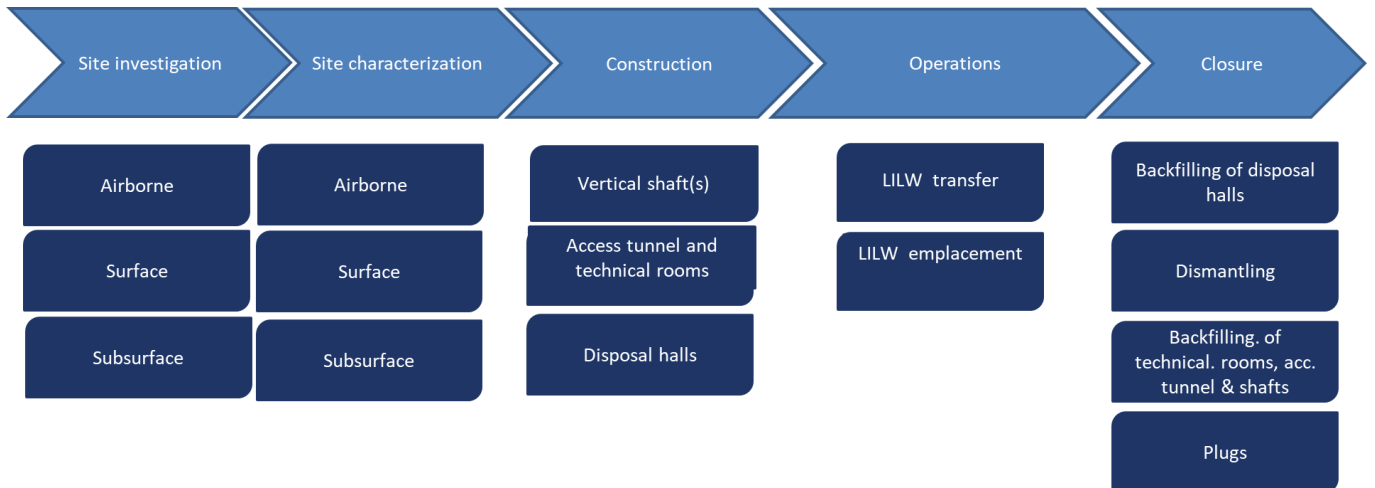 Site investigation
Site characterization
Construction
Operations
Closure
Airborne
Surface
Subsurface
Airborne
Surface
Subsurface
Vertical shaft(s)
Access tunnel and
technical rooms
Disposal halls
LILW transfer
LILW emplacement
Backfilling of disposal
halls
Dismantling
Backfilling. of
technical. rooms, acc.
tunnel & shafts
Plugs